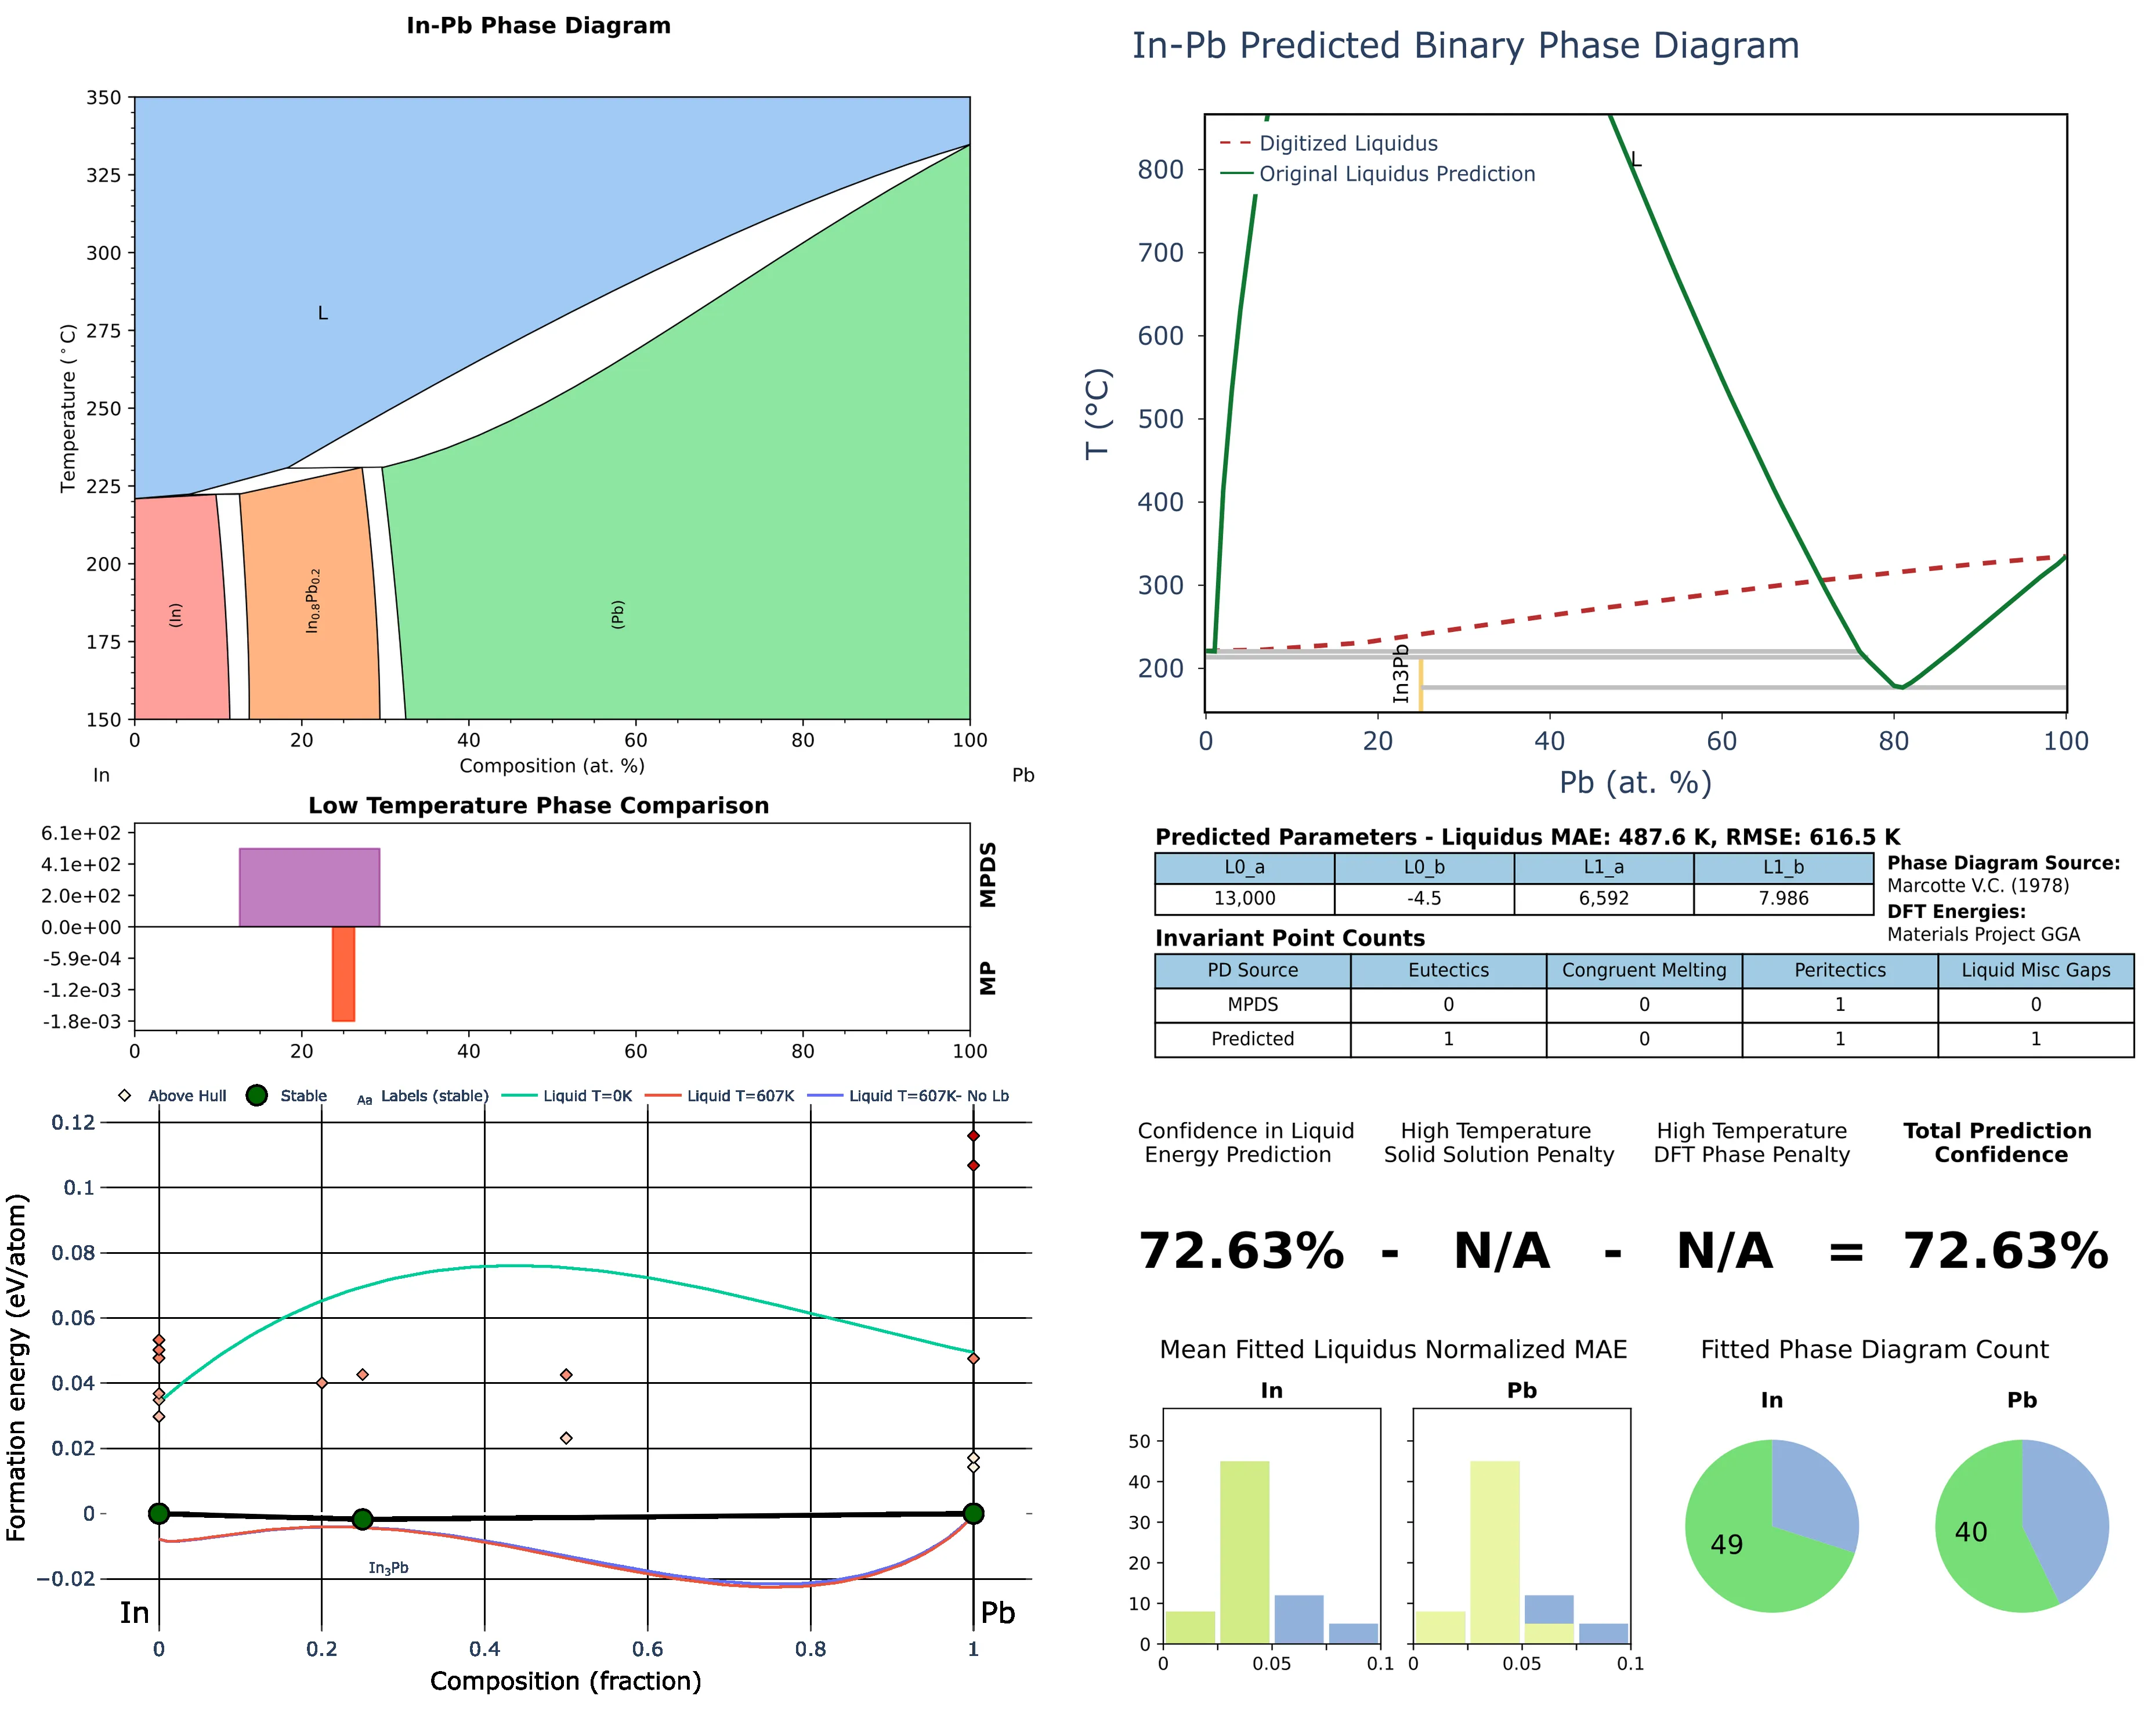 In-Pb Phase Diagram
350
325
300
275
250
225
200
175
150
Temperature (°C)
L
(In)
In0.8Pb0.2
(Pb)
0 20 40 60 80 100
Composition (at. %)
In Pb
Low Temperature Phase Comparison
6.1e+02
4.1e+02
2.0e+02
0.0e+00
-5.9e-04
-1.2e-03
-1.8e-03
MPDS
MP
0 20 40 60 80 100
Above Hull Stable Aa Labels (stable) Liquid T=0K Liquid T=607K Liquid T=607K- No Lb
0.12
0.1
0.08
0.06
0.04
0.02
0
−0.02
Formation energy (eV/atom)
In3Pb
In Pb
0 0.2 0.4 0.6 0.8 1
Composition (fraction)
In-Pb Predicted Binary Phase Diagram
Digitized Liquidus
Original Liquidus Prediction
L
800
700
600
500
400
300
200
T (°C)
In3Pb
0 20 40 60 80 100
Pb (at. %)
Predicted Parameters - Liquidus MAE: 487.6 K, RMSE: 616.5 K
L0_a L0_b L1_a L1_b
13,000 -4.5 6,592 7.986
Phase Diagram Source:
Marcotte V.C. (1978)
DFT Energies:
Materials Project GGA
Invariant Point Counts
PD Source Eutectics Congruent Melting Peritectics Liquid Misc Gaps
MPDS 0 0 1 0
Predicted 1 0 1 1
Confidence in Liquid
Energy Prediction
High Temperature
Solid Solution Penalty
High Temperature
DFT Phase Penalty
Total Prediction
Confidence
72.63% - N/A - N/A = 72.63%
Mean Fitted Liquidus Normalized MAE
In Pb
50
40
30
20
10
0
0 0.05 0.1
0 0.05 0.1
Fitted Phase Diagram Count
In Pb
49
40